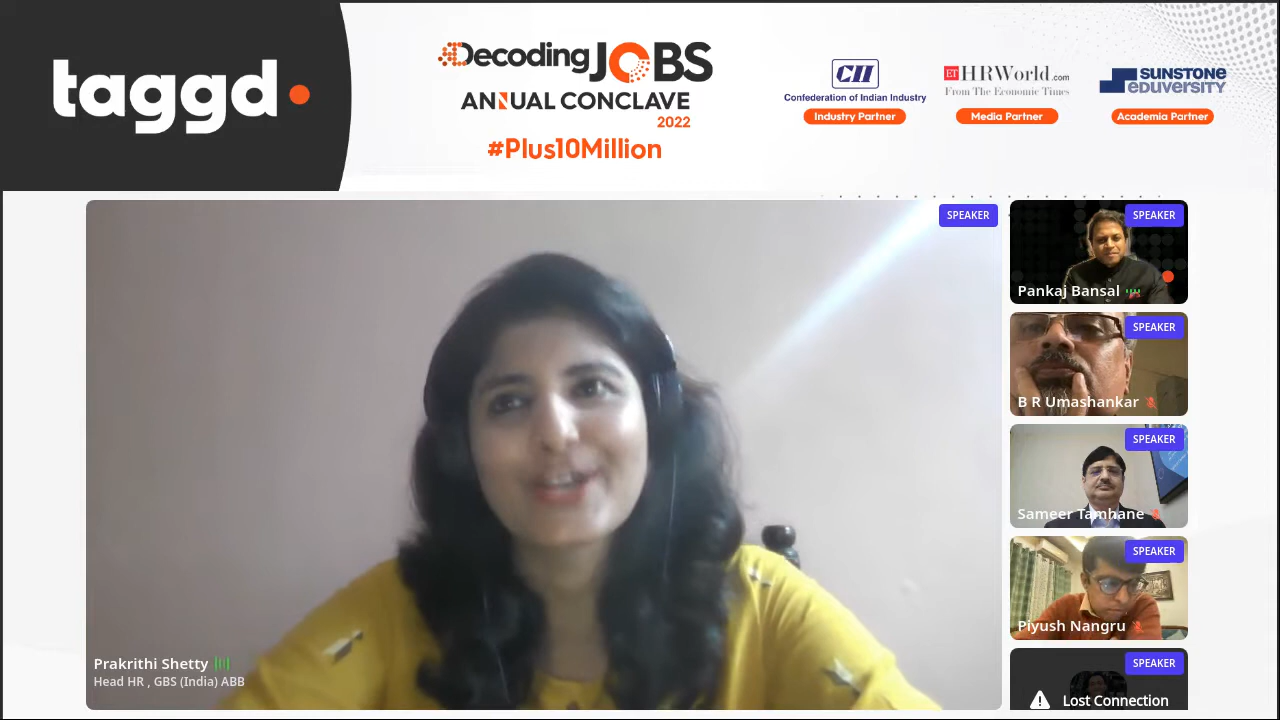 taggd
Decoding JOBS
ANNUAL CONCLAVE
2022
#Plus10Million
CII
Confederation of Indian Industry
Industry Partner
ET HRWorld.com
From The Economic Times
Media Partner
SUNSTONE
eDUVERSITY
Academia Partner
SPEAKER
Prakrithi Shetty
Head HR , GBS (India) ABB
SPEAKER
Pankaj Bansal
SPEAKER
B R Umashankar
SPEAKER
Sameer Tamhane
SPEAKER
Piyush Nangru
SPEAKER
Lost Connection